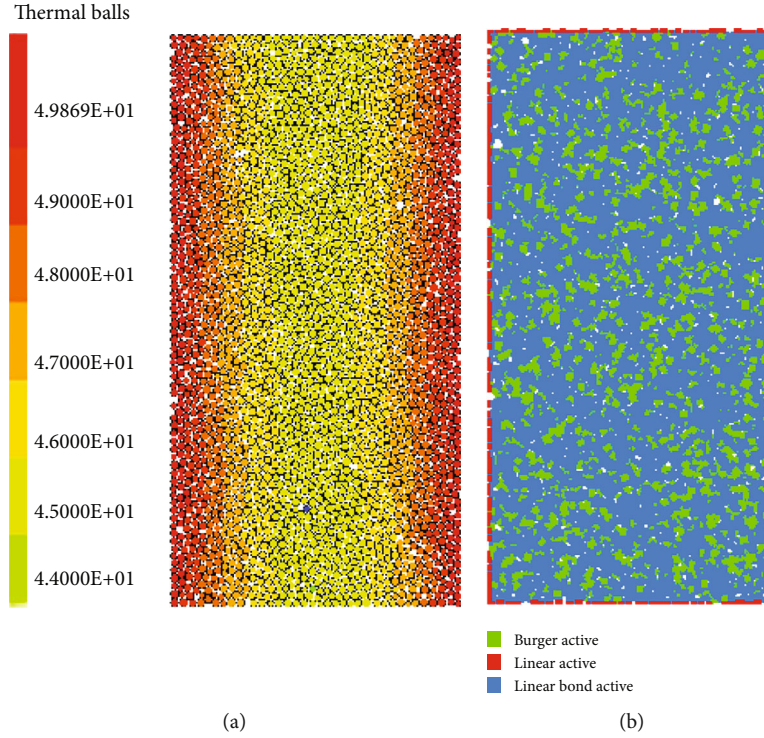 Thermal balls
4.9869E+01
4.9000E+01
4.8000E+01
4.7000E+01
4.6000E+01
4.5000E+01
4.4000E+01
Burger active
Linear active
Linear bond active
(a)
(b)